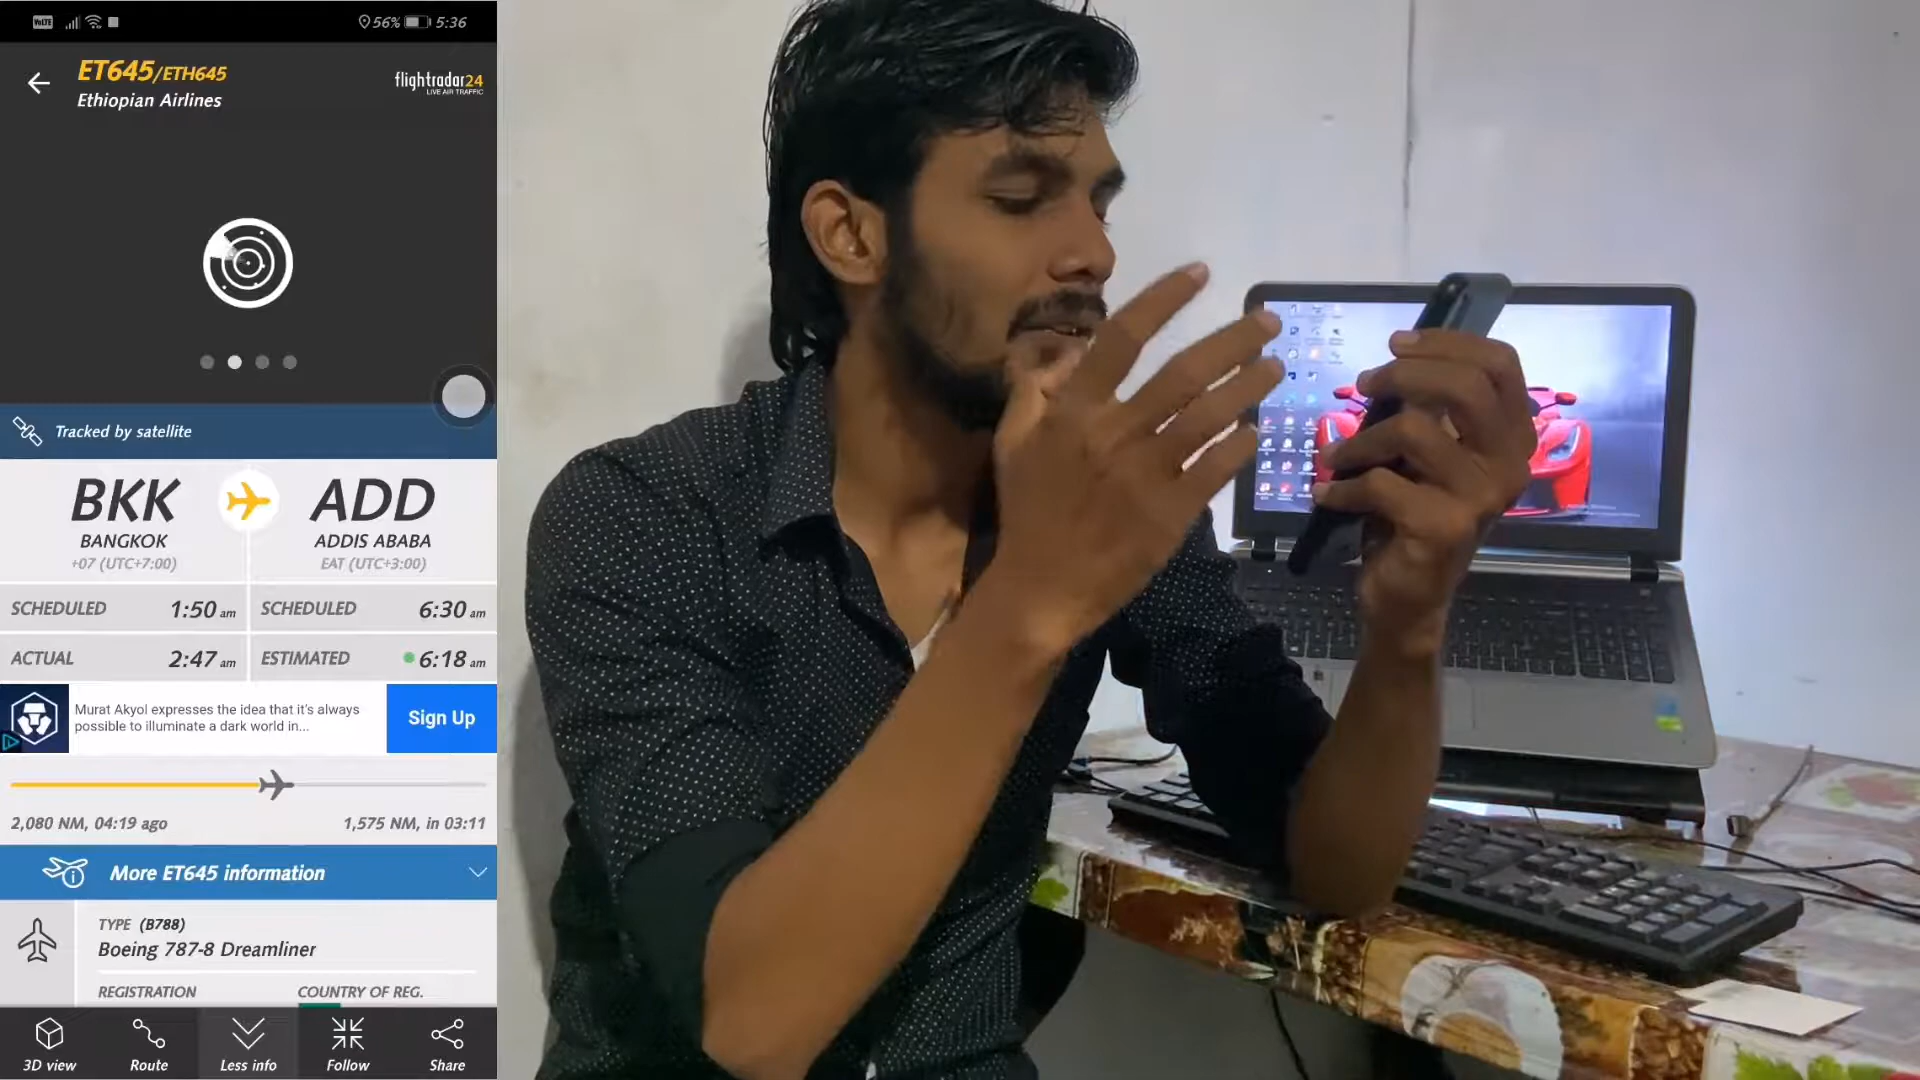 VoLTE 56% 5:36
ET645/ETH645
Ethiopian Airlines
flightradar24
LIVE AIR TRAFFIC
Tracked by satellite
BKK ADD
BANGKOK ADDIS ABABA
+07 (UTC+7:00) EAT (UTC+3:00)
SCHEDULED 1:50 am SCHEDULED 6:30 am
ACTUAL 2:47 am ESTIMATED 6:18 am
Murat Akyol expresses the idea that it's always
possible to illuminate a dark world in...
Sign Up
2,080 NM, 04:19 ago 1,575 NM, in 03:11
More ET645 information
TYPE (B788)
Boeing 787-8 Dreamliner
REGISTRATION COUNTRY OF REG.
3D view Route Less info Follow Share